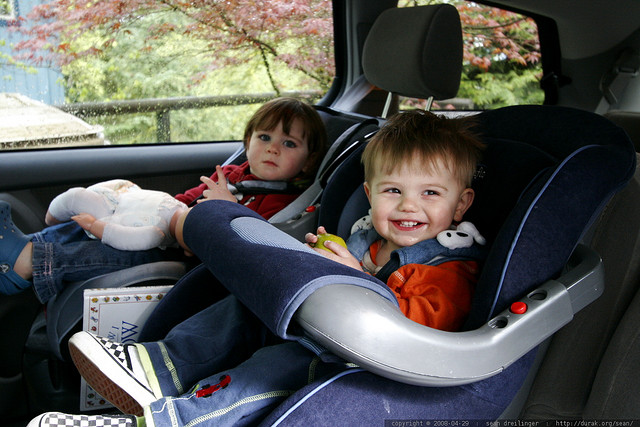 copyright © 2008-04-29 : sean dreilinger : http://durak.org/sean/